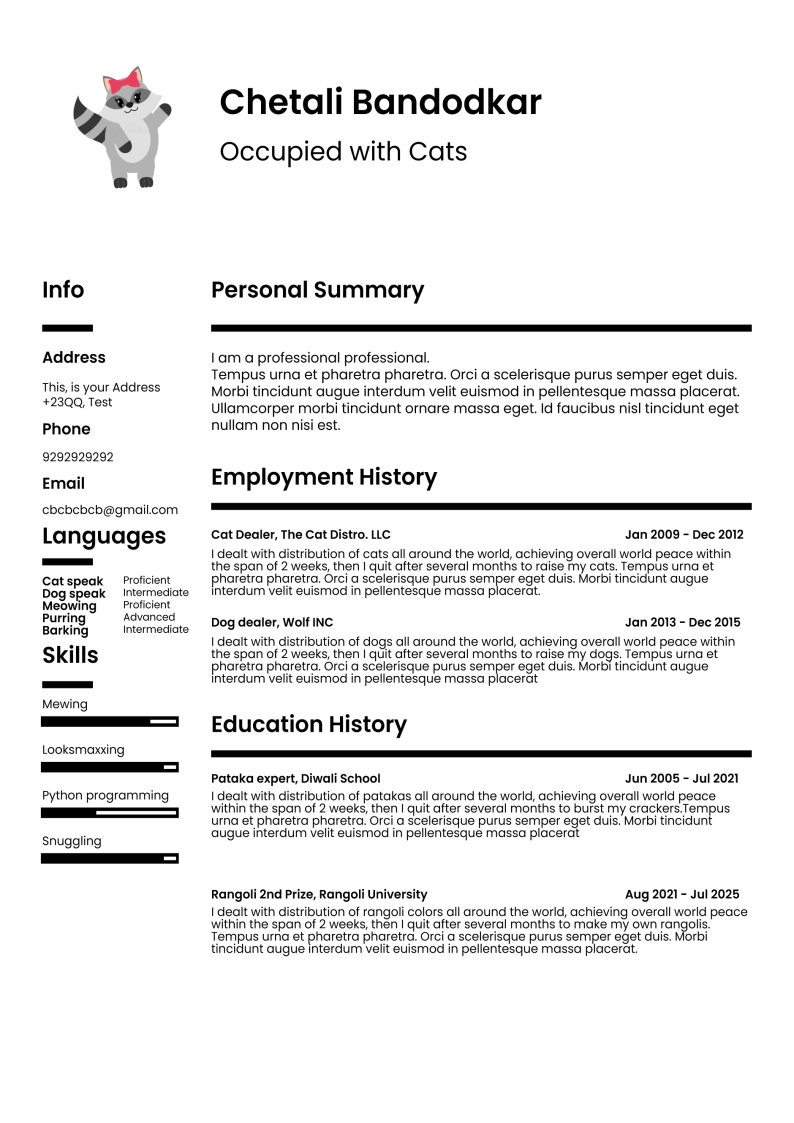 Chetali Bandodkar
Occupied with Cats
Info
Address
This, is your Address
+23QQ, Test
Phone
9292929292
Email
cbcbcbcb@gmail.com
Languages
Cat speak Proficient
Dog speak Intermediate
Meowing Proficient
Purring Advanced
Barking Intermediate
Skills
Mewing
Looksmaxxing
Python programming
Snuggling
Personal Summary
I am a professional professional.
Tempus urna et pharetra pharetra. Orci a scelerisque purus semper eget duis.
Morbi tincidunt augue interdum velit euismod in pellentesque massa placerat.
Ullamcorper morbi tincidunt ornare massa eget. Id faucibus nisl tincidunt eget
nullam non nisi est.
Employment History
Cat Dealer, The Cat Distro. LLC Jan 2009 - Dec 2012
I dealt with distribution of cats all around the world, achieving overall world peace within
the span of 2 weeks, then I quit after several months to raise my cats. Tempus urna et
pharetra pharetra. Orci a scelerisque purus semper eget duis. Morbi tincidunt augue
interdum velit euismod in pellentesque massa placerat.
Dog dealer, Wolf INC Jan 2013 - Dec 2015
I dealt with distribution of dogs all around the world, achieving overall world peace within
the span of 2 weeks, then I quit after several months to raise my dogs. Tempus urna et
pharetra pharetra. Orci a scelerisque purus semper eget duis. Morbi tincidunt augue
interdum velit euismod in pellentesque massa placerat
Education History
Pataka expert, Diwali School Jun 2005 - Jul 2021
I dealt with distribution of patakas all around the world, achieving overall world peace
within the span of 2 weeks, then I quit after several months to burst my crackers.Tempus
urna et pharetra pharetra. Orci a scelerisque purus semper eget duis. Morbi tincidunt
augue interdum velit euismod in pellentesque massa placerat
Rangoli 2nd Prize, Rangoli University Aug 2021 - Jul 2025
I dealt with distribution of rangoli colors all around the world, achieving overall world peace
within the span of 2 weeks, then I quit after several months to make my own rangolis.
Tempus urna et pharetra pharetra. Orci a scelerisque purus semper eget duis. Morbi
tincidunt augue interdum velit euismod in pellentesque massa placerat.